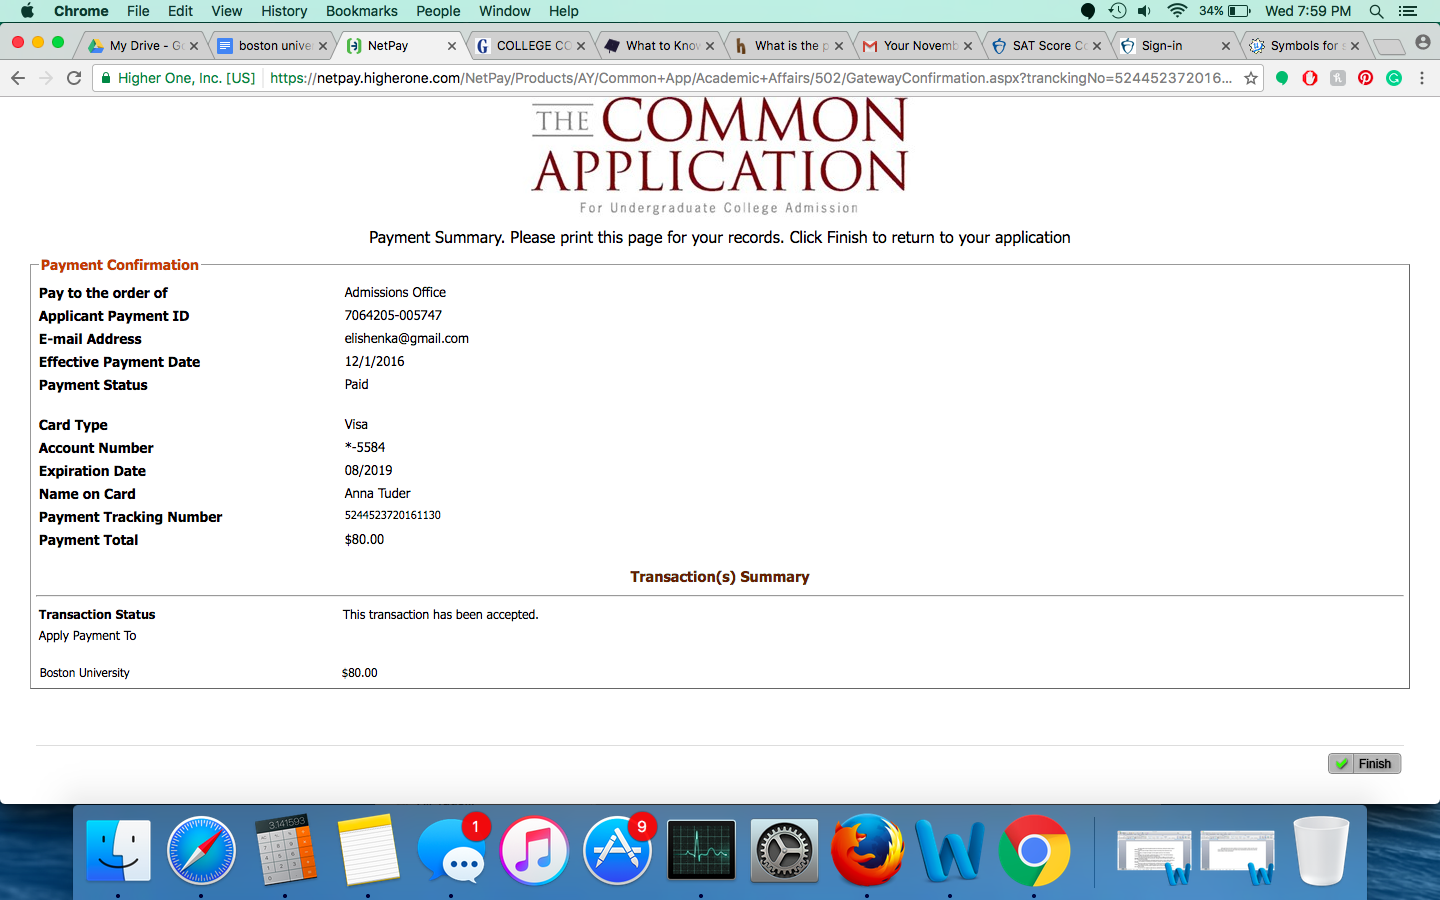 Chrome File Edit View History Bookmarks People Window Help 34% Wed 7:59 PM
My Drive - G boston unive NetPay COLLEGE CO What to Know What is the p Your Novemb SAT Score C Sign-in Symbols for s
Higher One, Inc. [US] https://netpay.higherone.com/NetPay/Products/AY/Common+App/Academic+Affairs/502/GatewayConfirmation.aspx?tranckingNo=524452372016...
THE COMMON
APPLICATION
For Undergraduate College Admission
Payment Summary. Please print this page for your records. Click Finish to return to your application
Payment Confirmation
Pay to the order of Admissions Office
Applicant Payment ID 7064205-005747
E-mail Address elishenka@gmail.com
Effective Payment Date 12/1/2016
Payment Status Paid
Card Type Visa
Account Number *-5584
Expiration Date 08/2019
Name on Card Anna Tuder
Payment Tracking Number 5244523720161130
Payment Total $80.00
Transaction(s) Summary
Transaction Status This transaction has been accepted.
Apply Payment To
Boston University $80.00
Finish
3.141593
1
9